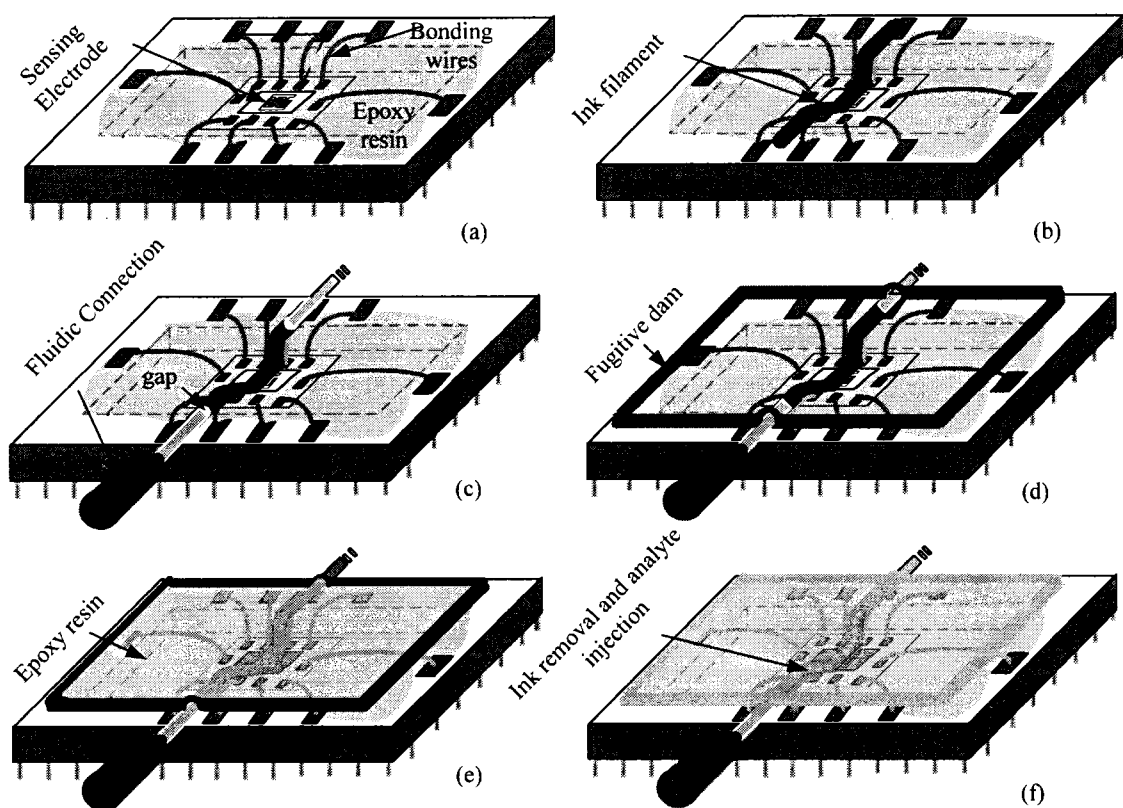 Sensing
Electrode
Bonding
wires
Epoxy
resin
(a)
Ink filament
(b)
Fluidic Connection
gap
(c)
Fugitive dam
(d)
Epoxy resin
(e)
Ink removal and analyte
injection
(f)